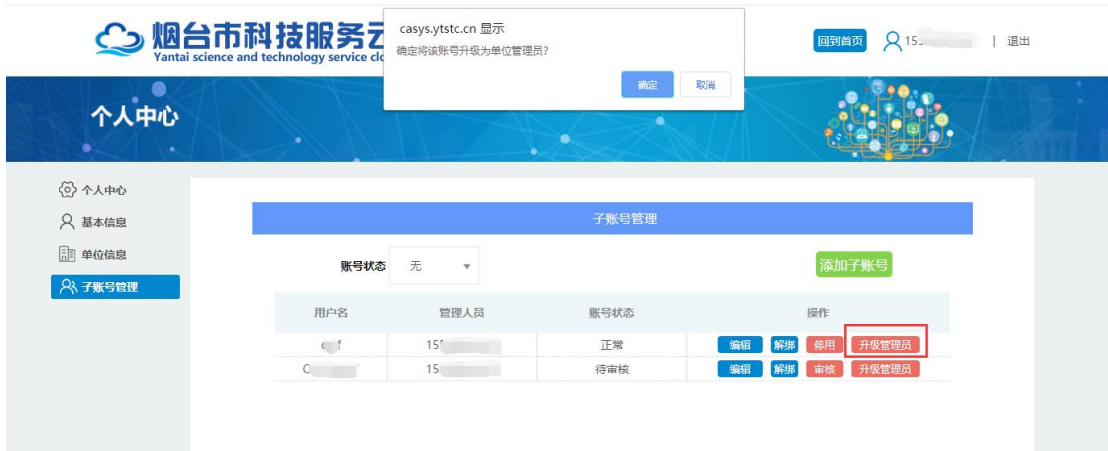 烟台市科技服务云
Yantai science and technology service clo
casys.ytstc.cn 显示
确定将该账号升级为单位管理员?
确定 取消
回到首页 15 | 退出
个人中心
个人中心
基本信息
单位信息
子账号管理
子账号管理
账号状态 无 添加子账号
用户名 管理人员 账号状态 操作
15 正常 编辑 解绑 停用 升级管理员
15 待审核 编辑 解绑 审核 升级管理员